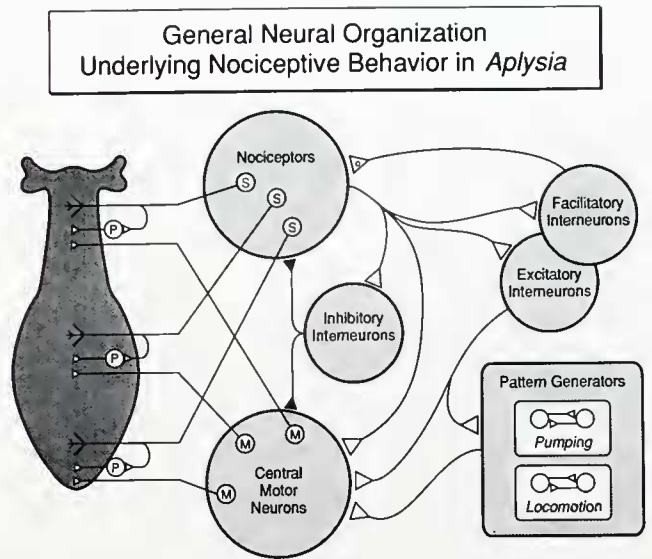 General Neural Organization
Underlying Nociceptive Behavior in Aplysia
Nociceptors
S
S
S
P
Facilitatory
Interneurons
Excitatory
Interneurons
Inhibitory
Interneurons
P
Pattern Generators
Pumping
Locomotion
M
M
Central
Motor
Neurons
M
P